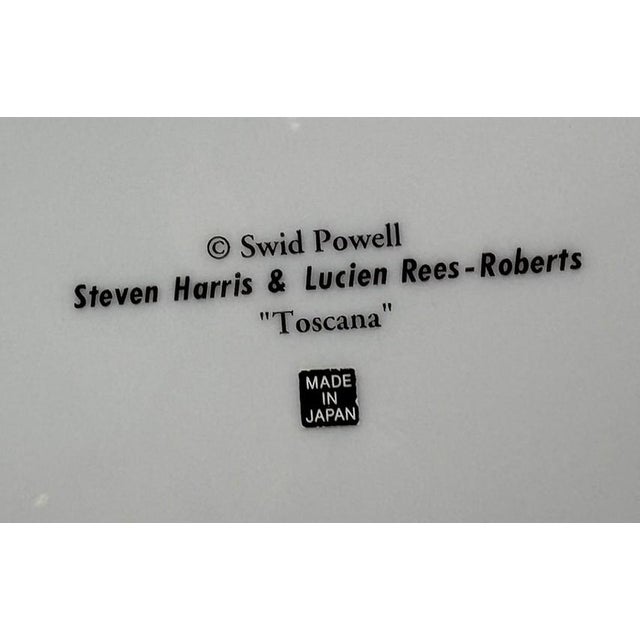 © Swid Powell
Steven Harris & Lucien Rees-Roberts
"Toscana"
MADE
IN
JAPAN